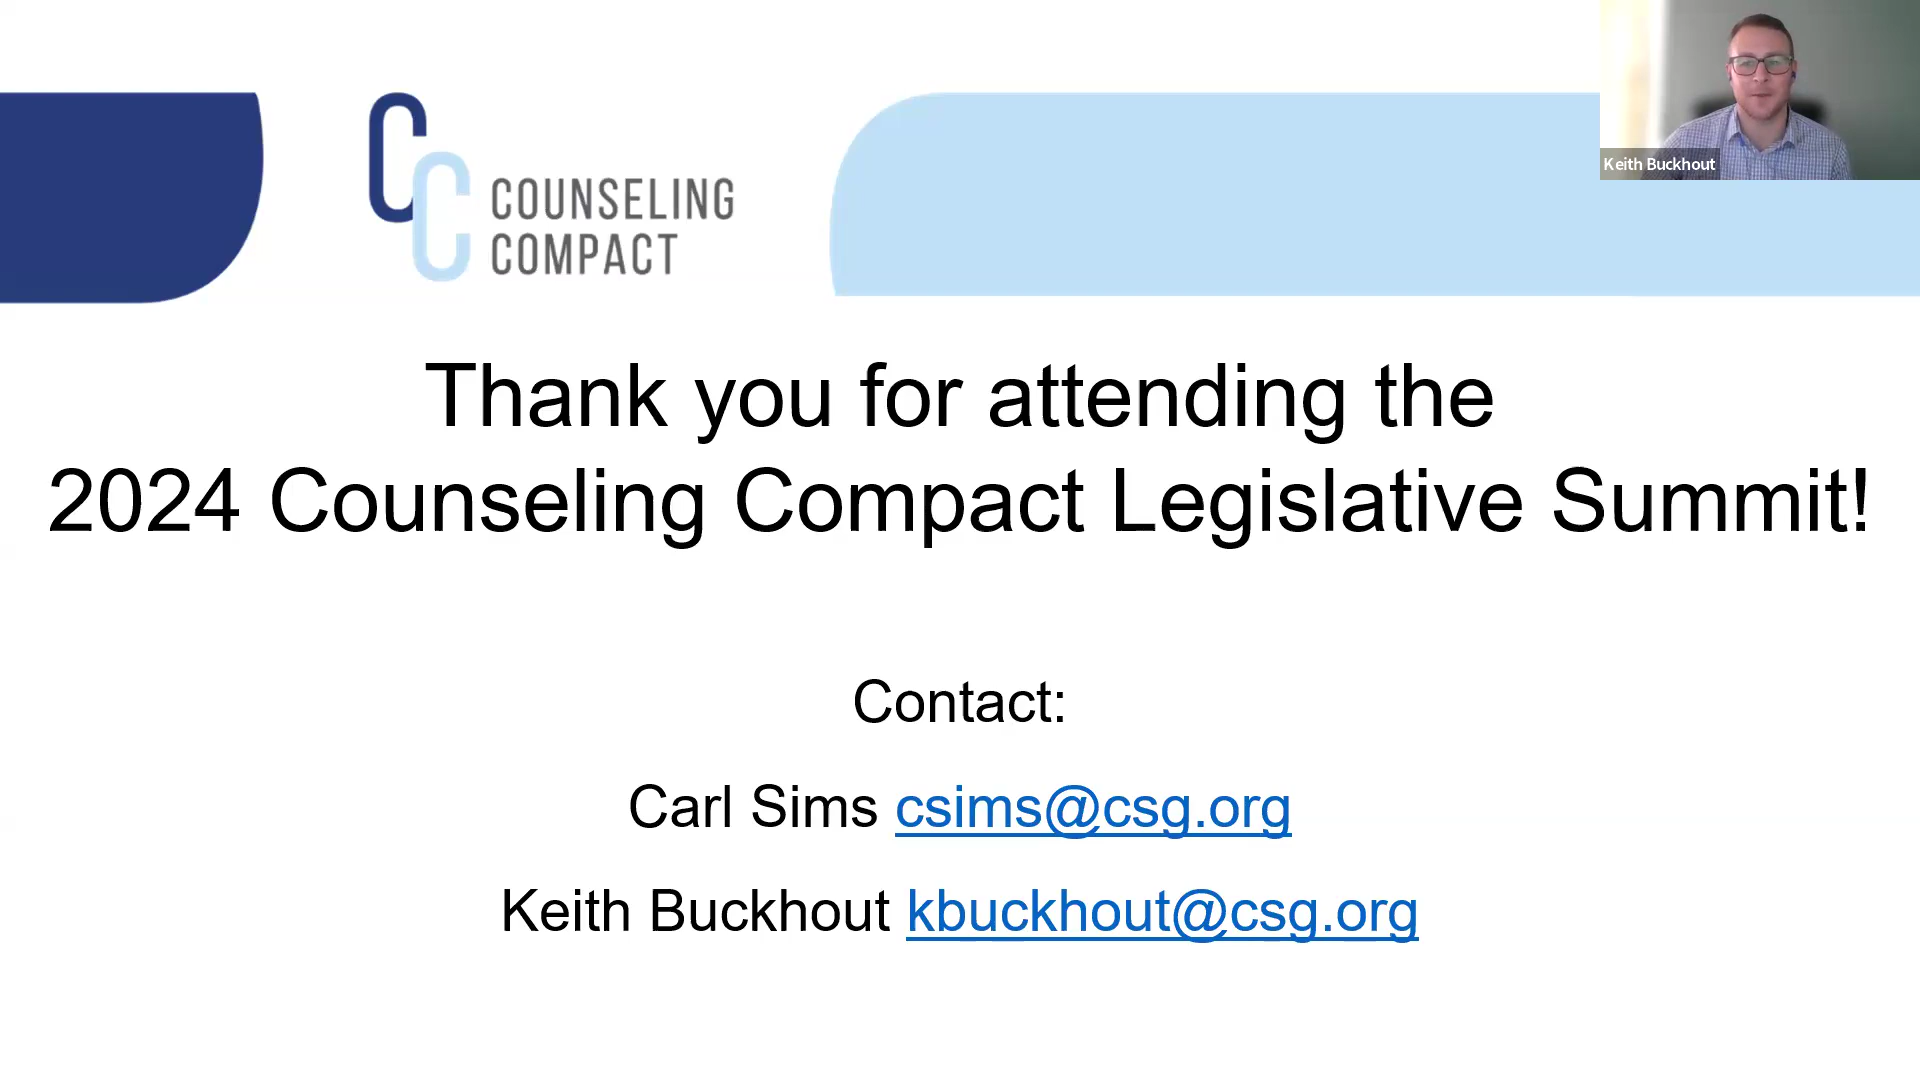 Keith Buckhout
CC
COUNSELING
COMPACT
Thank you for attending the
2024 Counseling Compact Legislative Summit!
Contact:
Carl Sims csims@csg.org
Keith Buckhout kbuckhout@csg.org